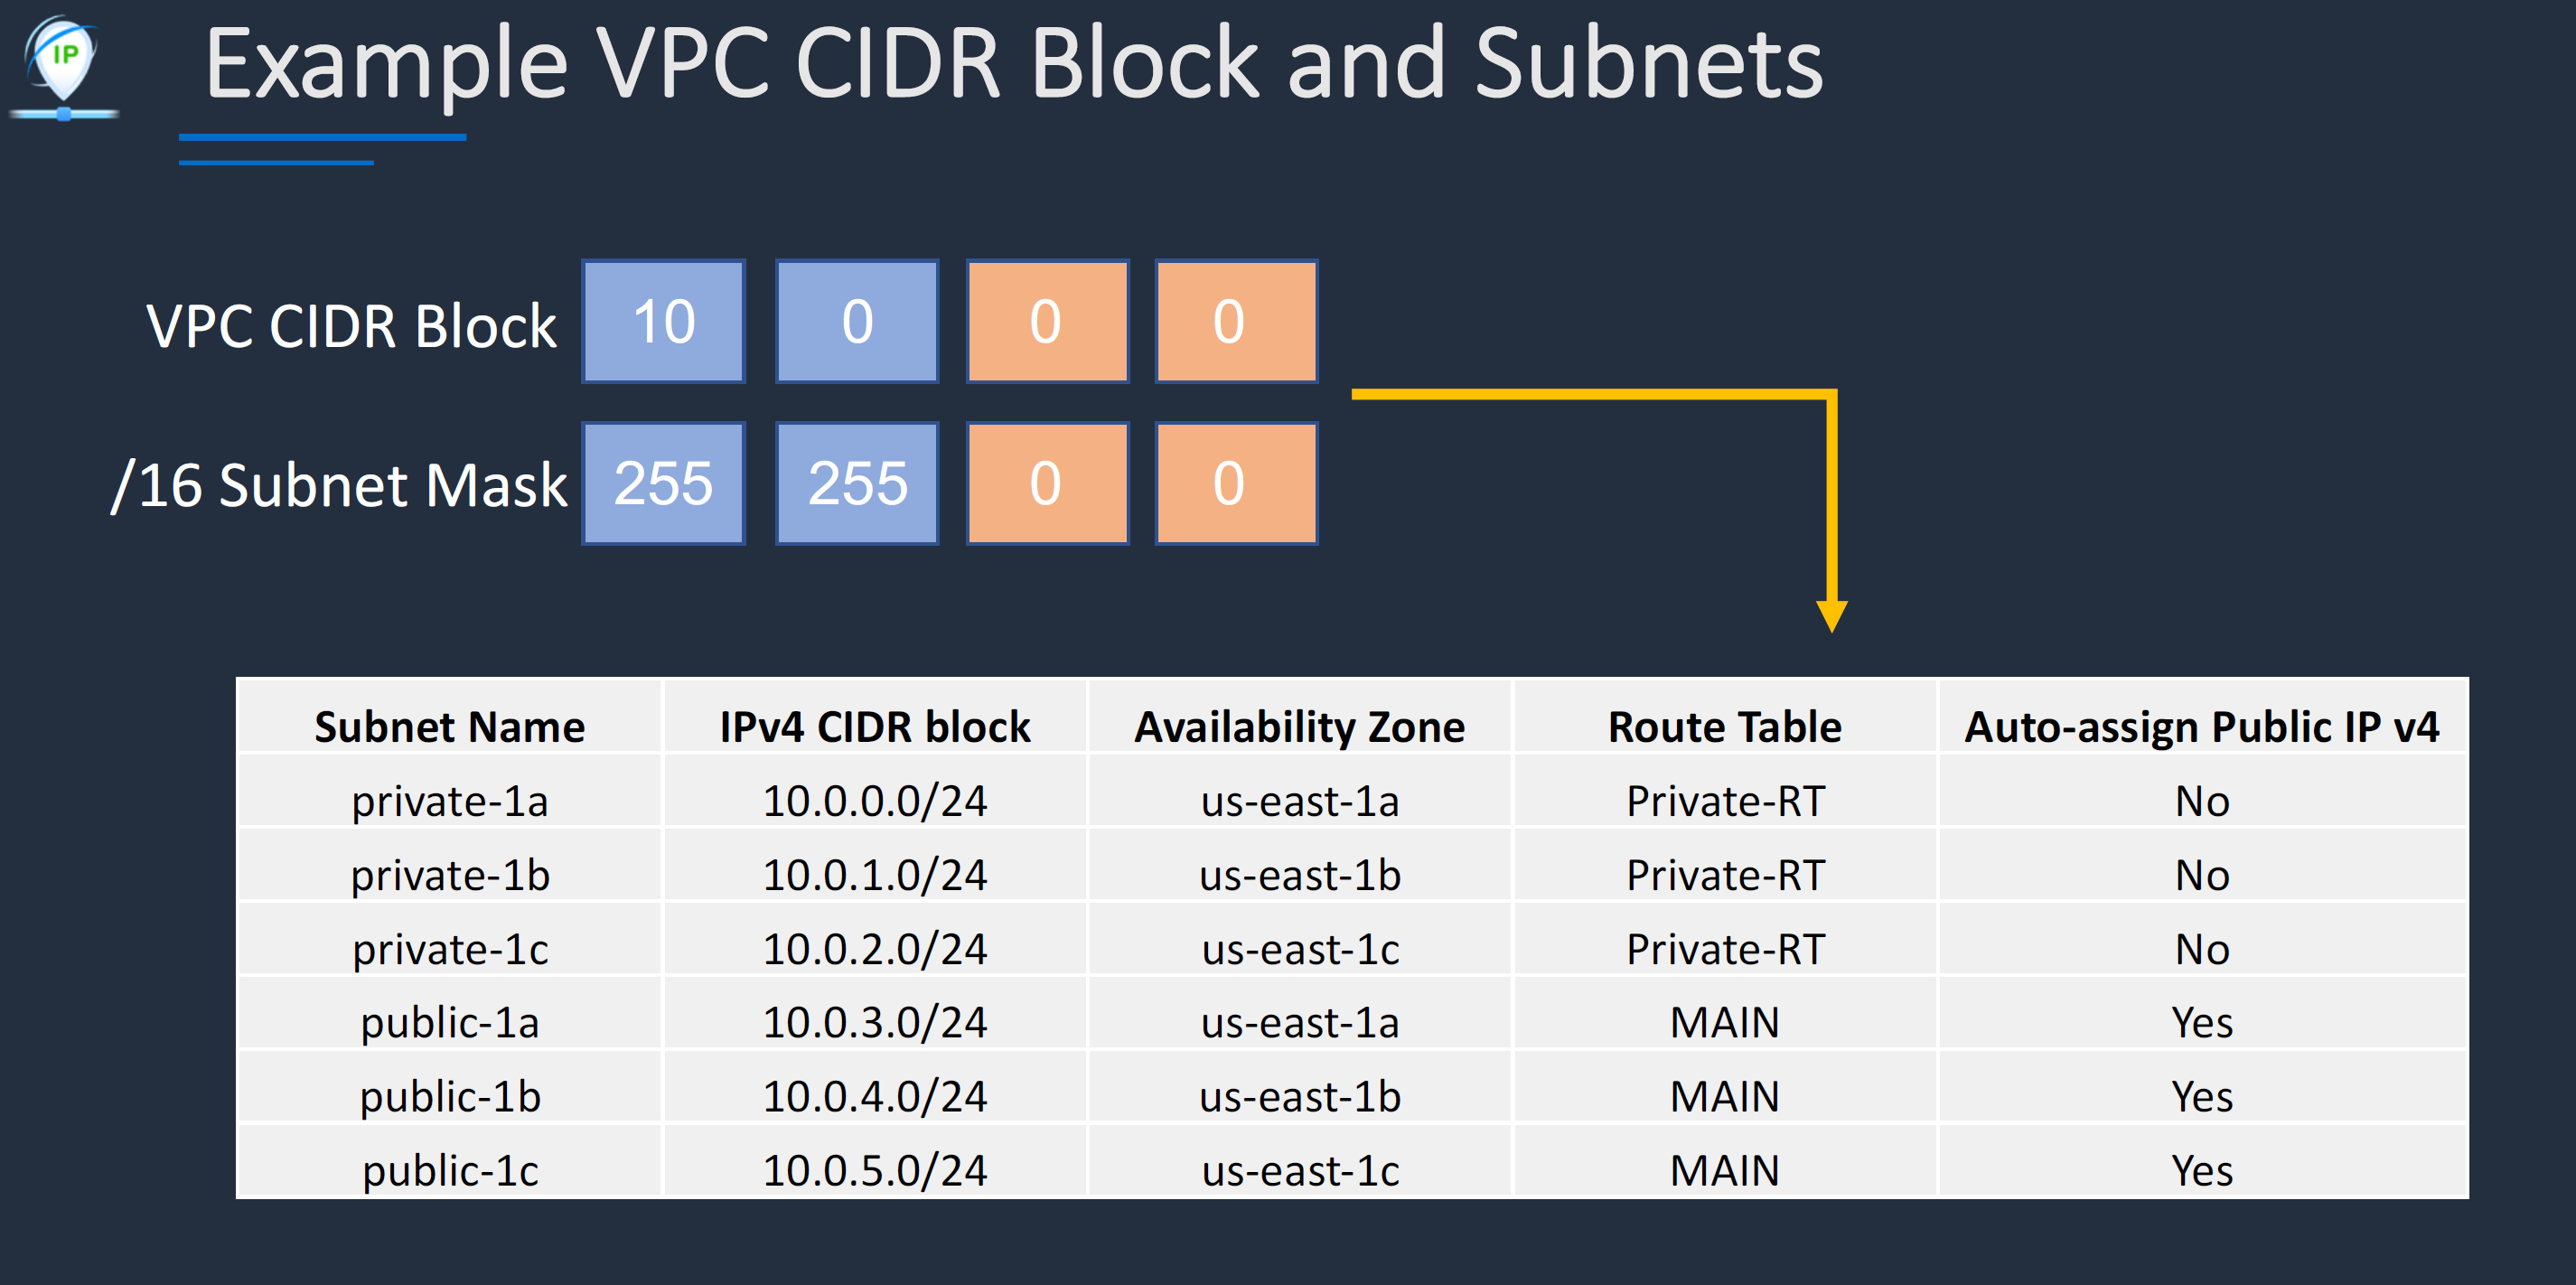 IP
Example VPC CIDR Block and Subnets
VPC CIDR Block 10 0 0 0
/16 Subnet Mask 255 255 0 0
Subnet Name IPv4 CIDR block Availability Zone Route Table Auto-assign Public IP v4
private-1a 10.0.0.0/24 us-east-1a Private-RT No
private-1b 10.0.1.0/24 us-east-1b Private-RT No
private-1c 10.0.2.0/24 us-east-1c Private-RT No
public-1a 10.0.3.0/24 us-east-1a MAIN Yes
public-1b 10.0.4.0/24 us-east-1b MAIN Yes
public-1c 10.0.5.0/24 us-east-1c MAIN Yes